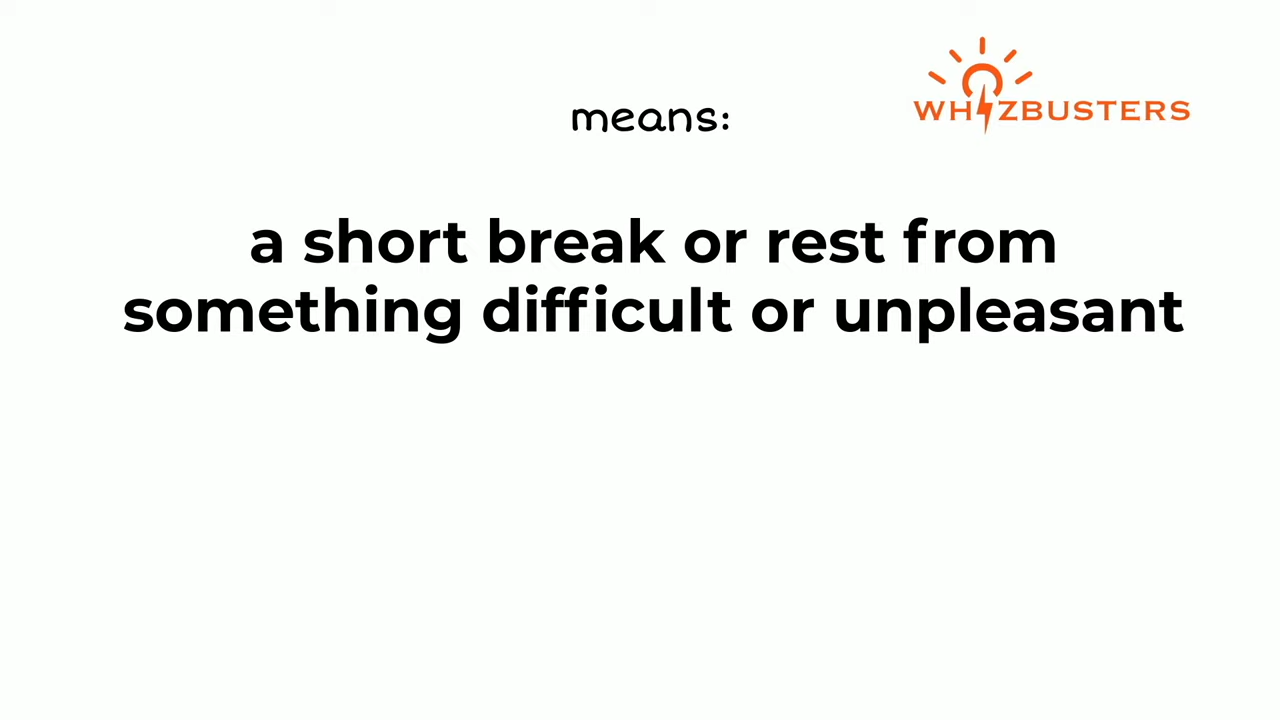 WHIZBUSTERS
means:
a short break or rest from
something difficult or unpleasant